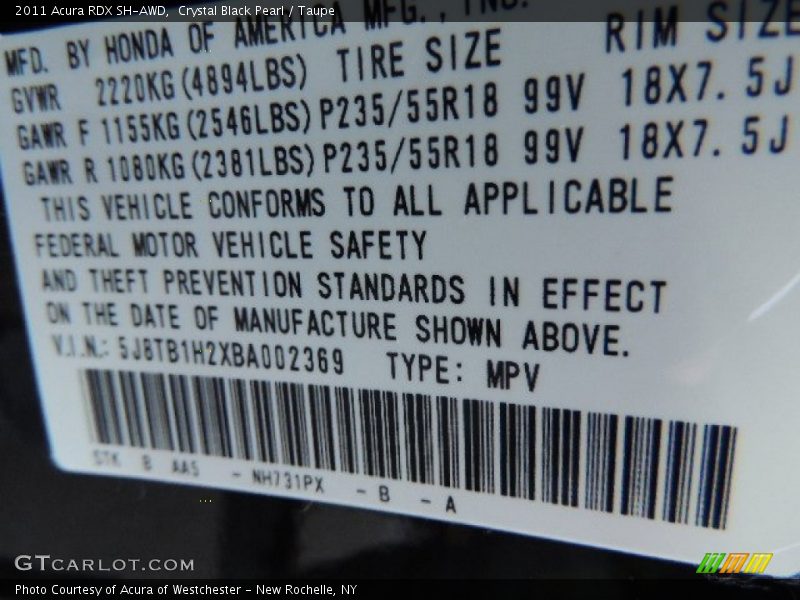 2011 Acura RDX SH-AWD, Crystal Black Pearl / Taupe
MFD. BY HONDA OF AMERICA MFG., INC.
GVWR 2220KG(4894LBS) TIRE SIZE RIM SIZE
GAWR F 1155KG(2546LBS) P235/55R18 99V 18X7.5J
GAWR R 1080KG(2381LBS) P235/55R18 99V 18X7.5J
THIS VEHICLE CONFORMS TO ALL APPLICABLE
FEDERAL MOTOR VEHICLE SAFETY
AND THEFT PREVENTION STANDARDS IN EFFECT
ON THE DATE OF MANUFACTURE SHOWN ABOVE.
V.I.N.: 5J8TB1H2XBA002369 TYPE: MPV
STK B AA5 - NH731PX - B - A
GTCARLOT.COM
Photo Courtesy of Acura of Westchester - New Rochelle, NY